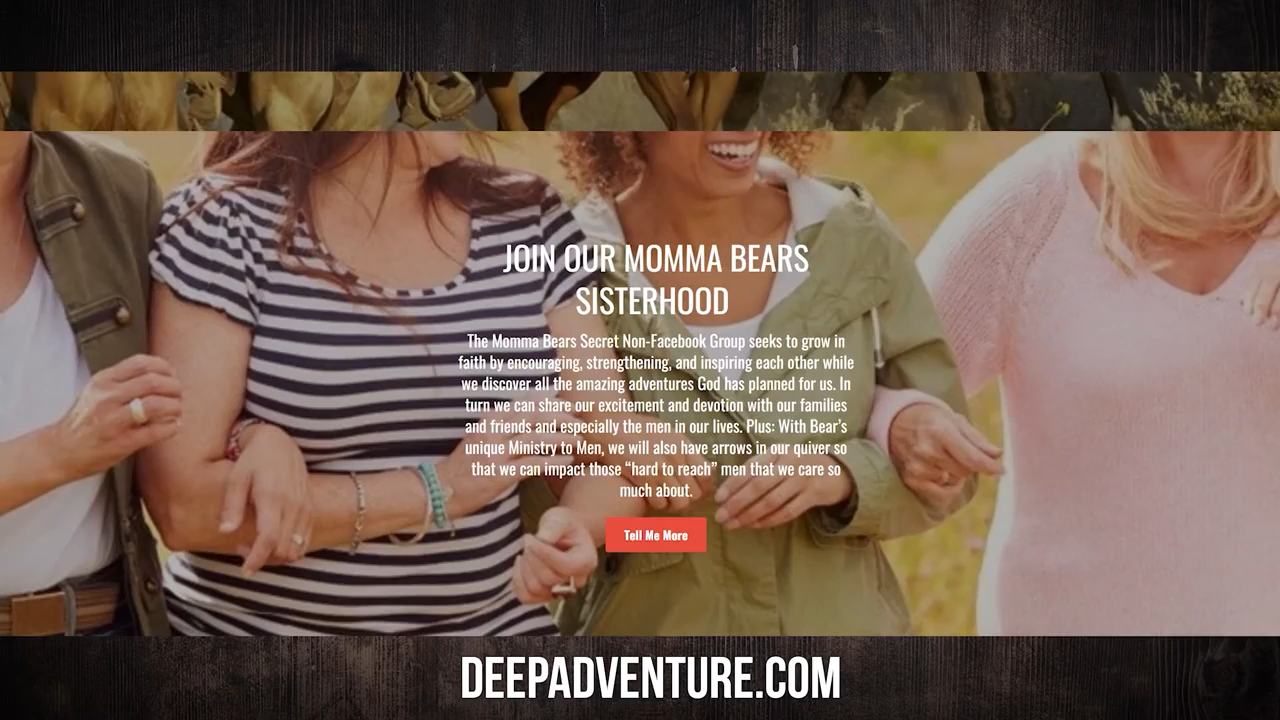 JOIN OUR MOMMA BEARS
SISTERHOOD
The Momma Bears Secret Non-Facebook Group seeks to grow in
faith by encouraging, strengthening, and inspiring each other while
we discover all the amazing adventures God has planned for us. In
turn we can share our excitement and devotion with our families
and friends and especially the men in our lives. Plus: With Bear’s
unique Ministry to Men, we will also have arrows in our quiver so
that we can impact those “hard to reach” men that we care so
much about.
Tell Me More
DEEPADVENTURE.COM